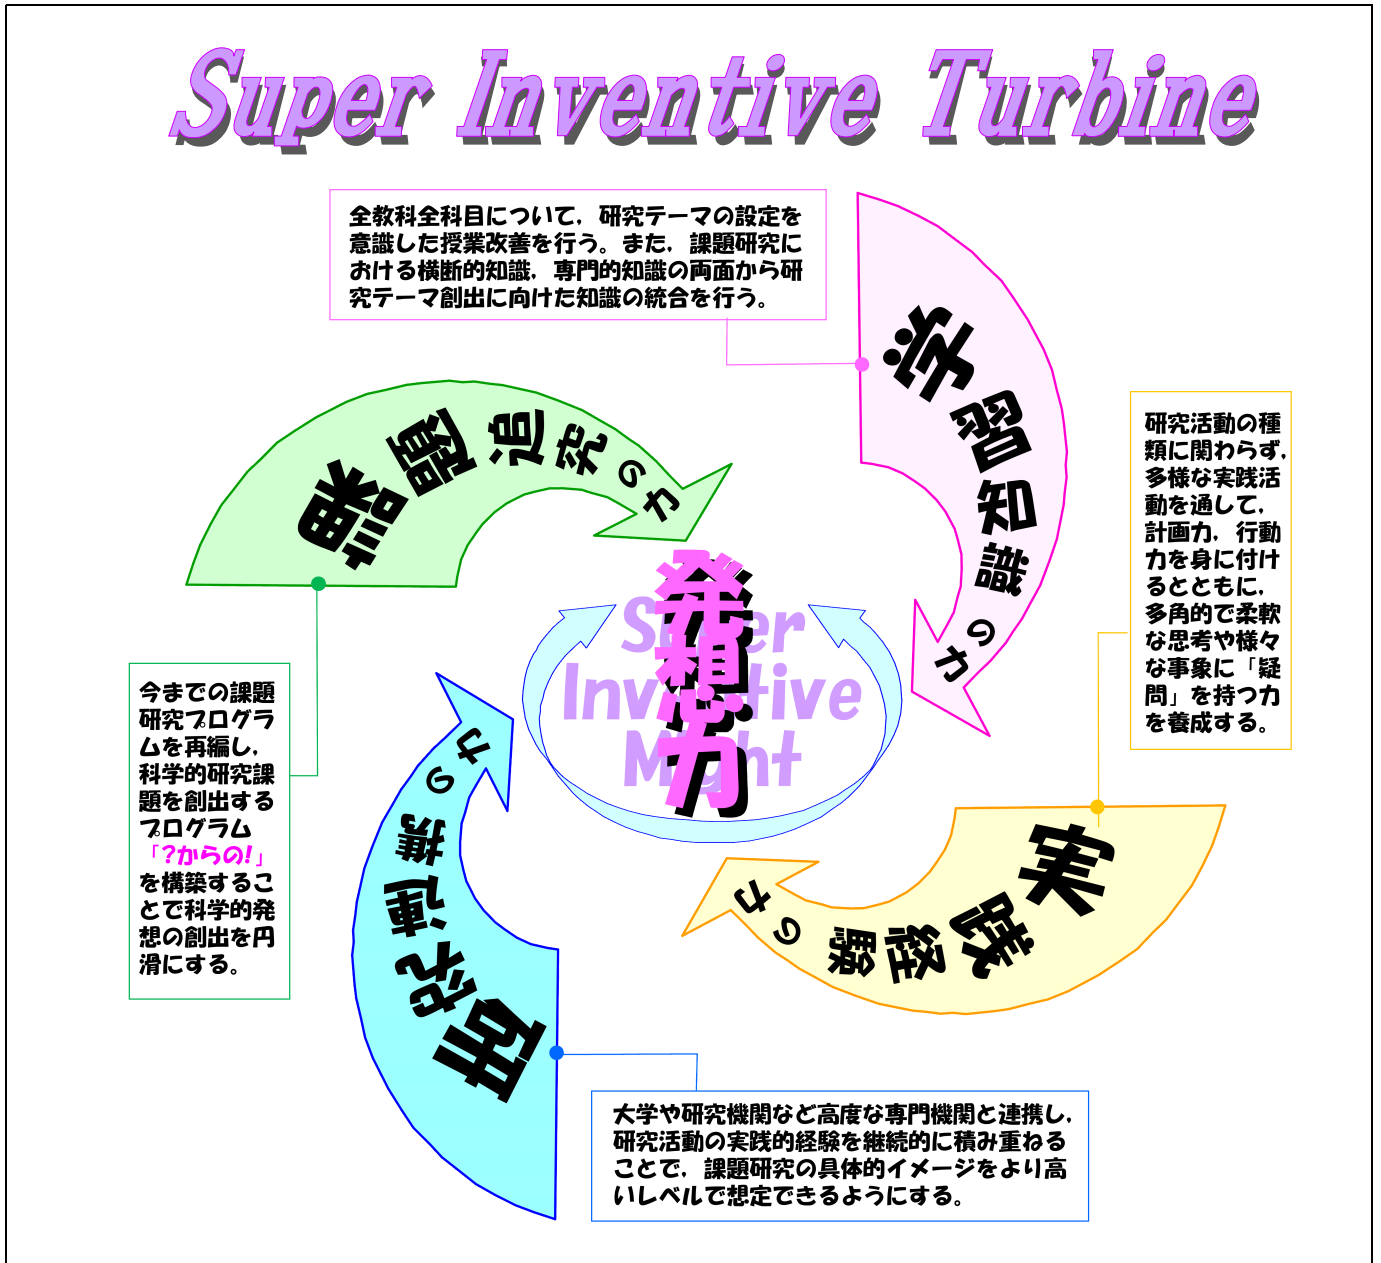 Super Inventive Turbine
全教科全科目について，研究テーマの設定を
意識した授業改善を行う。また，課題研究に
おける横断的知識，専門的知識の両面から研
究テーマ創出に向けた知識の統合を行う。
学習知識の力
課題追究の力
研究活動の種
類に関わらず，
多様な実践活
動を通して，
計画力，行動
力を身に付け
るとともに，
多角的で柔軟
な思考や様々
な事象に「疑
問」を持つ力
を養成する。
発想力
Super
Inventive
Might
今までの課題
研究プログラ
ムを再編し，
科学的研究課
題を創出する
プログラム
「?からの!」
を構築するこ
とで科学的発
想の創出を円
滑にする。
研究連携の力
実践経験の力
大学や研究機関など高度な専門機関と連携し，
研究活動の実践的経験を継続的に積み重ねる
ことで，課題研究の具体的イメージをより高
いレベルで想定できるようにする。